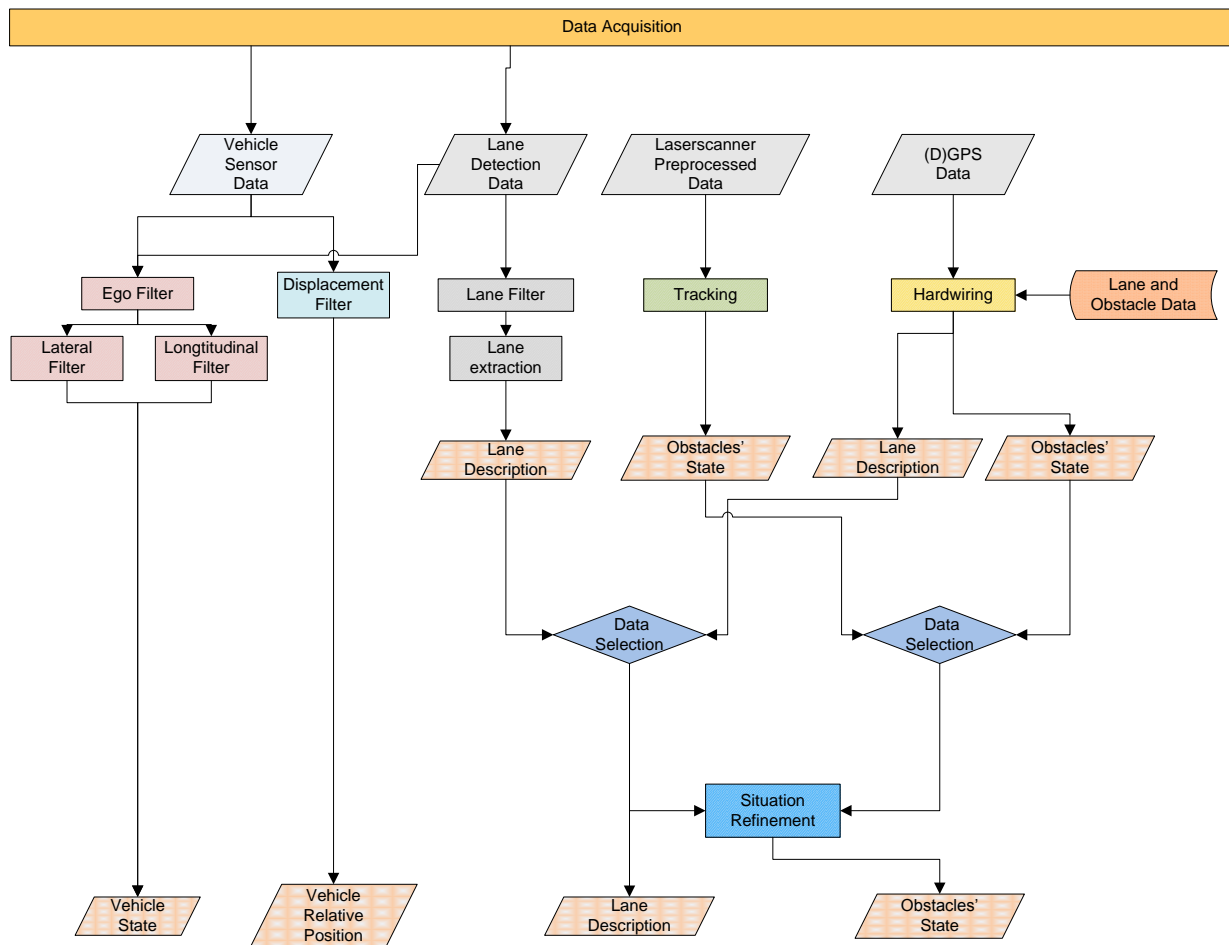 Data Acquisition
Vehicle
Sensor
Data
Lane
Detection
Data
Laserscanner
Preprocessed
Data
(D)GPS
Data
Ego Filter
Displacement
Filter
Lane Filter
Tracking
Hardwiring
Lane and
Obstacle Data
Lateral
Filter
Longtitudinal
Filter
Lane
extraction
Lane
Description
Obstacles'
State
Lane
Description
Obstacles'
State
Data
Selection
Data
Selection
Situation
Refinement
Vehicle
State
Vehicle
Relative
Position
Lane
Description
Obstacles'
State